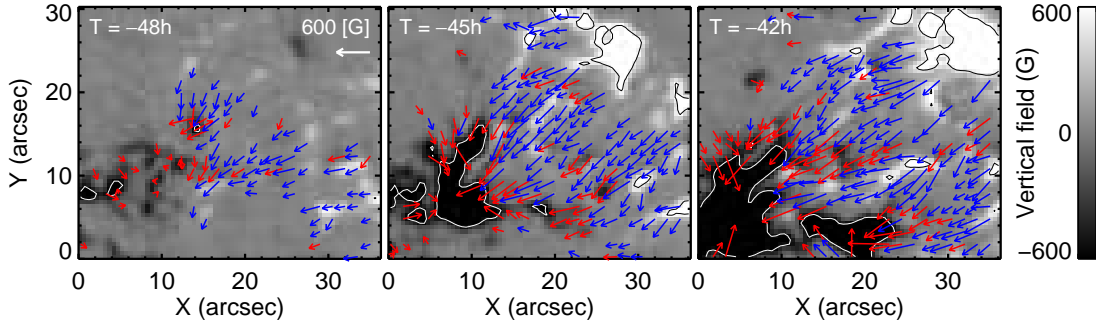 T = −48h
600 [G]
T = −45h
T = −42h
30
20
10
0
Y (arcsec)
0
10
20
30
X (arcsec)
0
10
20
30
X (arcsec)
0
10
20
30
X (arcsec)
600
0
−600
Vertical field (G)